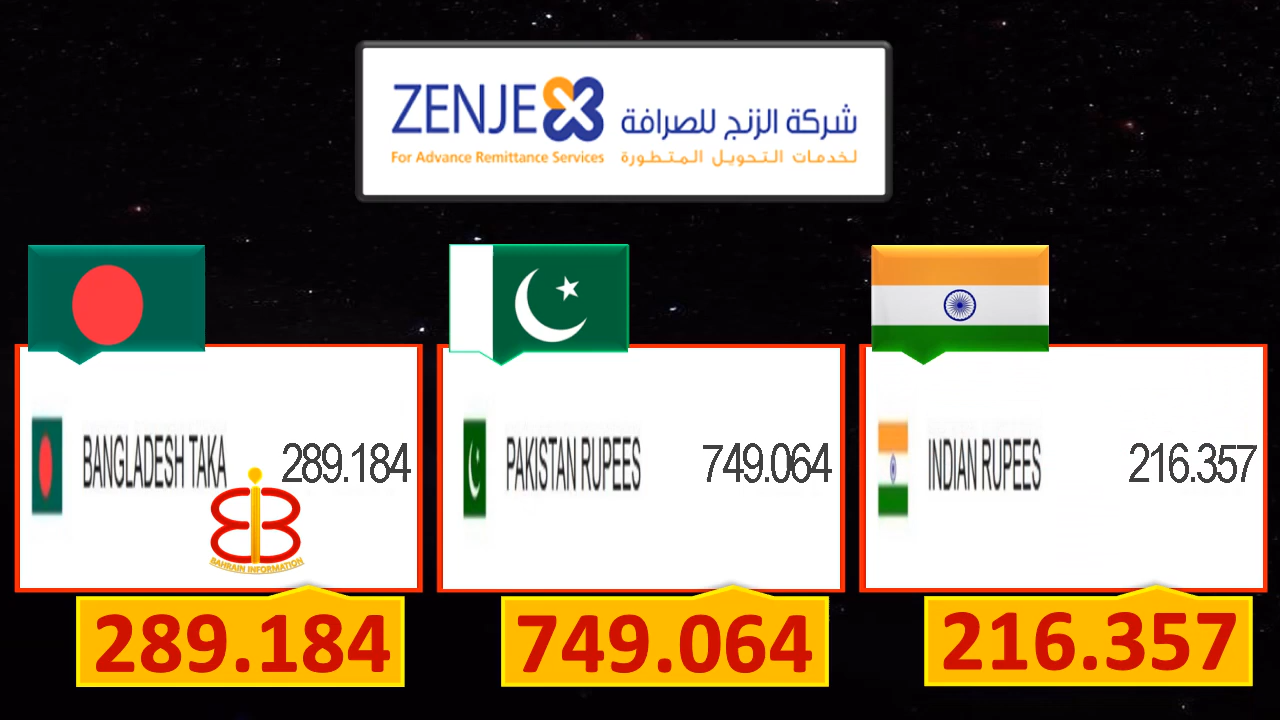 ZENJEX
شركة الزنج للصرافة
For Advance Remittance Services
لخدمات التحويل المتطورة
BANGLADESH TAKA 289.184
PAKISTAN RUPEES 749.064
INDIAN RUPEES 216.357
BAHRAIN INFORMATION
289.184
749.064
216.357